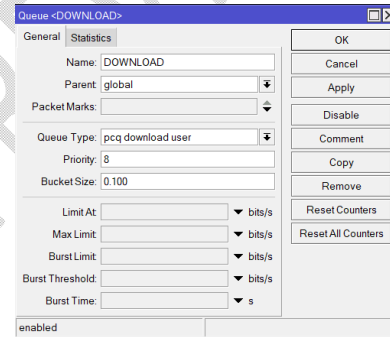 Queue <DOWNLOAD>
General Statistics
Name: DOWNLOAD
Parent: global
Packet Marks:
Queue Type: pcq download user
Priority: 8
Bucket Size: 0.100
Limit At: bits/s
Max Limit: bits/s
Burst Limit: bits/s
Burst Threshold: bits/s
Burst Time: s
OK
Cancel
Apply
Disable
Comment
Copy
Remove
Reset Counters
Reset All Counters
enabled